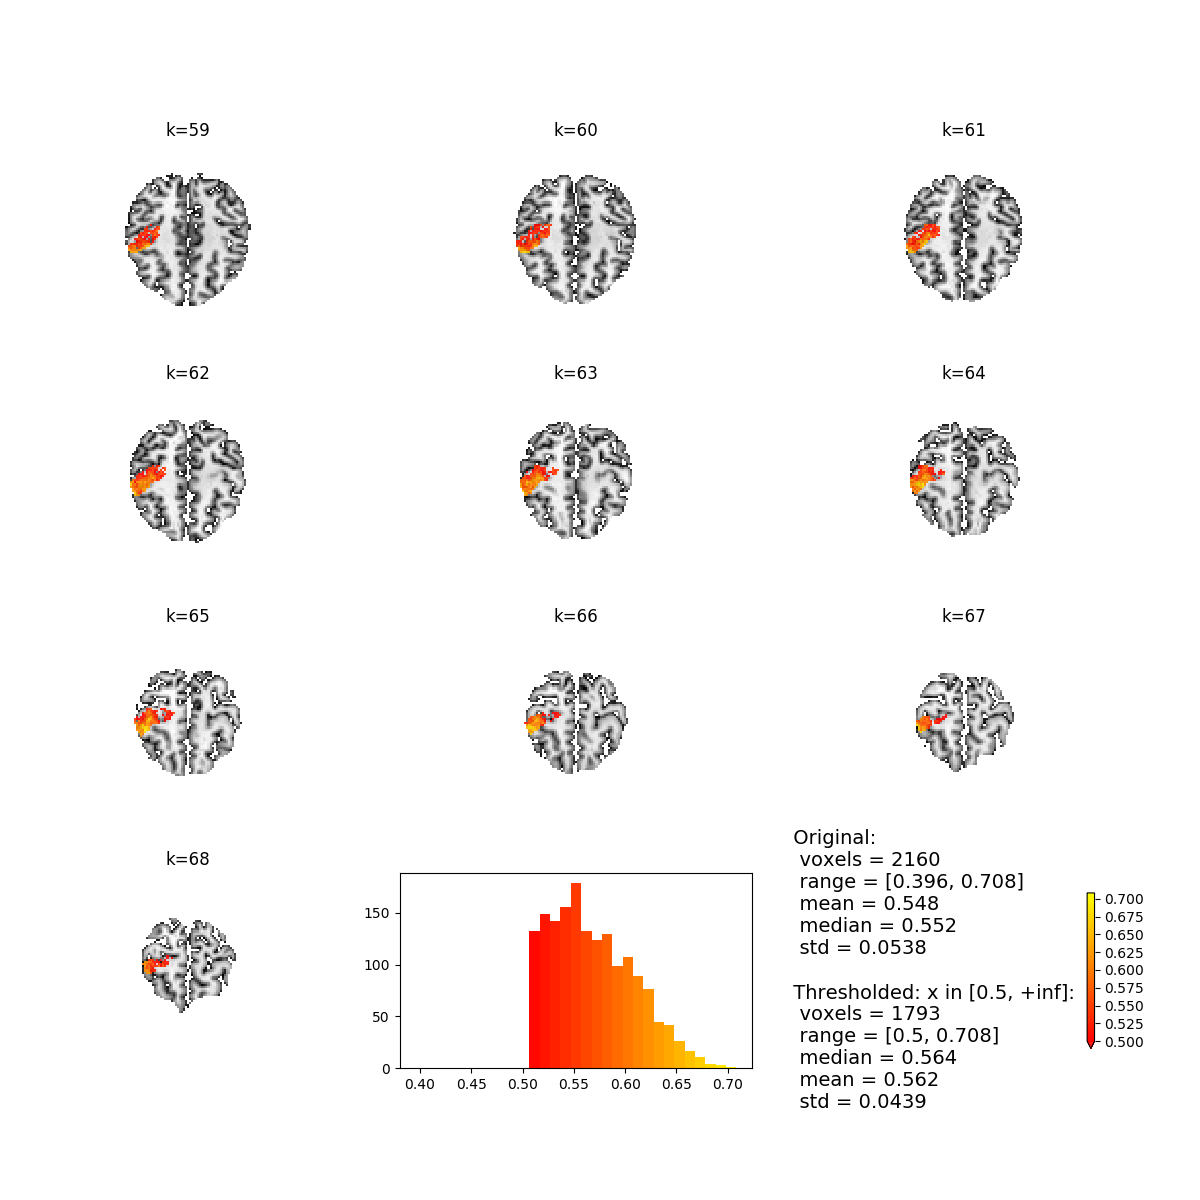 k=59
k=60
k=61
k=62
k=63
k=64
k=65
k=66
k=67
k=68
150
100
50
0
0.40 0.45 0.50 0.55 0.60 0.65 0.70
Original:
voxels = 2160
range = [0.396, 0.708]
mean = 0.548
median = 0.552
std = 0.0538
Thresholded: x in [0.5, +inf]:
voxels = 1793
range = [0.5, 0.708]
median = 0.564
mean = 0.562
std = 0.0439
0.700
0.675
0.650
0.625
0.600
0.575
0.550
0.525
0.500